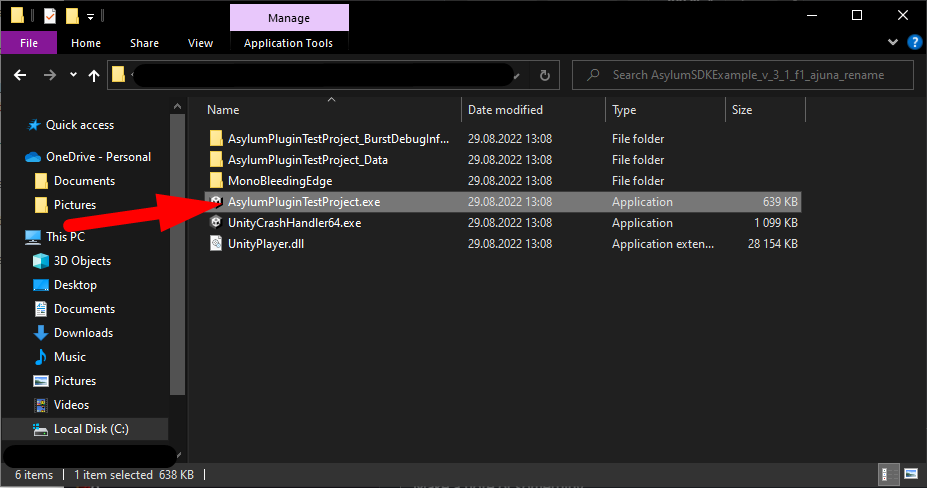 Manage
File
Home
Share
View
Application Tools
Search AsylumSDKExample_v_3_1_f1_ajuna_rename
Name
Date modified
Type
Size
Quick access
OneDrive - Personal
Documents
Pictures
This PC
3D Objects
Desktop
Documents
Downloads
Music
Pictures
Videos
Local Disk (C:)
AsylumPluginTestProject_BurstDebugInf... 29.08.2022 13:08 File folder
AsylumPluginTestProject_Data 29.08.2022 13:08 File folder
MonoBleedingEdge 29.08.2022 13:08 File folder
AsylumPluginTestProject.exe 29.08.2022 13:08 Application 639 KB
UnityCrashHandler64.exe 29.08.2022 13:08 Application 1 099 KB
UnityPlayer.dll 29.08.2022 13:08 Application exten... 28 154 KB
6 items 1 item selected 638 KB